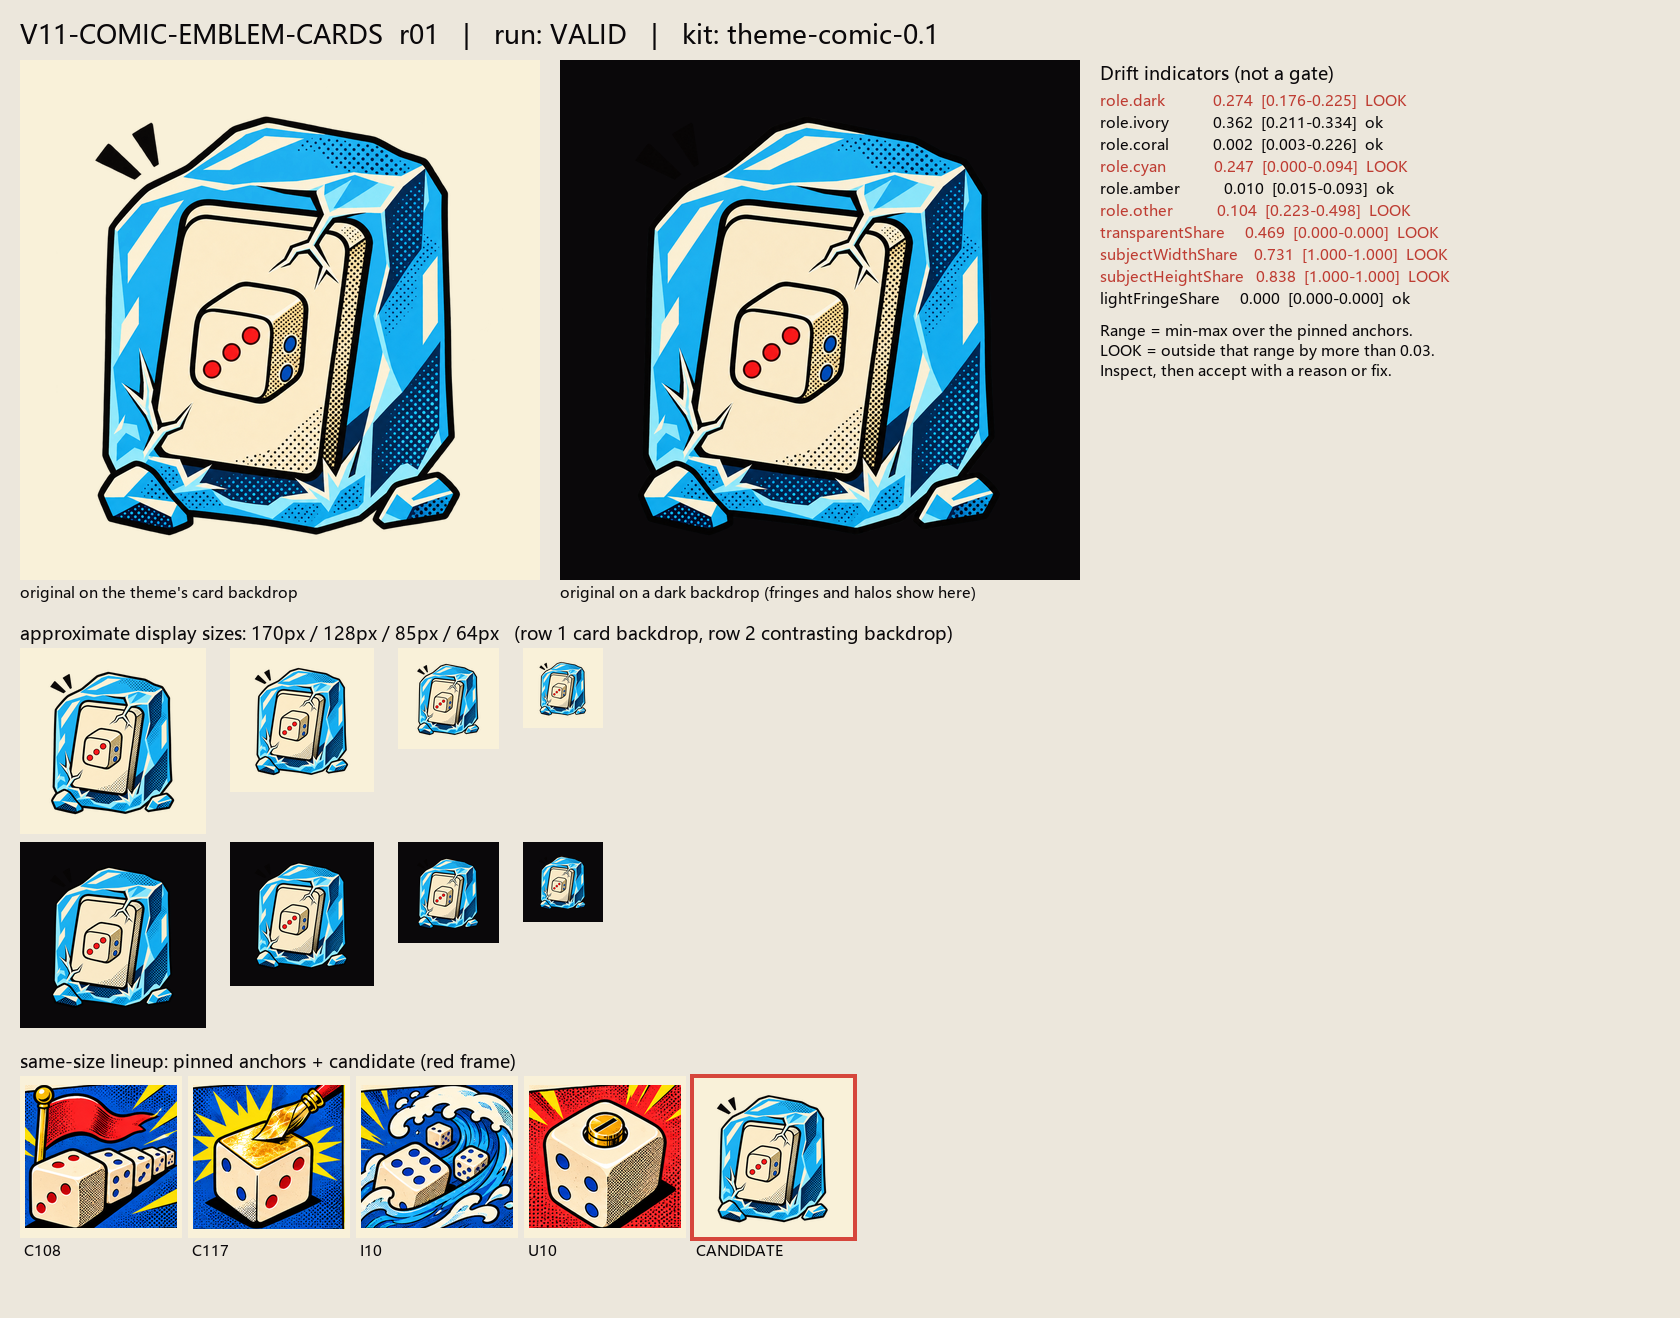 V11-COMIC-EMBLEM-CARDS r01 | run: VALID | kit: theme-comic-0.1
Drift indicators (not a gate)
role.dark 0.274 [0.176-0.225] LOOK
role.ivory 0.362 [0.211-0.334] ok
role.coral 0.002 [0.003-0.226] ok
role.cyan 0.247 [0.000-0.094] LOOK
role.amber 0.010 [0.015-0.093] ok
role.other 0.104 [0.223-0.498] LOOK
transparentShare 0.469 [0.000-0.000] LOOK
subjectWidthShare 0.731 [1.000-1.000] LOOK
subjectHeightShare 0.838 [1.000-1.000] LOOK
lightFringeShare 0.000 [0.000-0.000] ok
Range = min-max over the pinned anchors.
LOOK = outside that range by more than 0.03.
Inspect, then accept with a reason or fix.
original on the theme's card backdrop
original on a dark backdrop (fringes and halos show here)
approximate display sizes: 170px / 128px / 85px / 64px (row 1 card backdrop, row 2 contrasting backdrop)
same-size lineup: pinned anchors + candidate (red frame)
C108
C117
I10
U10
CANDIDATE